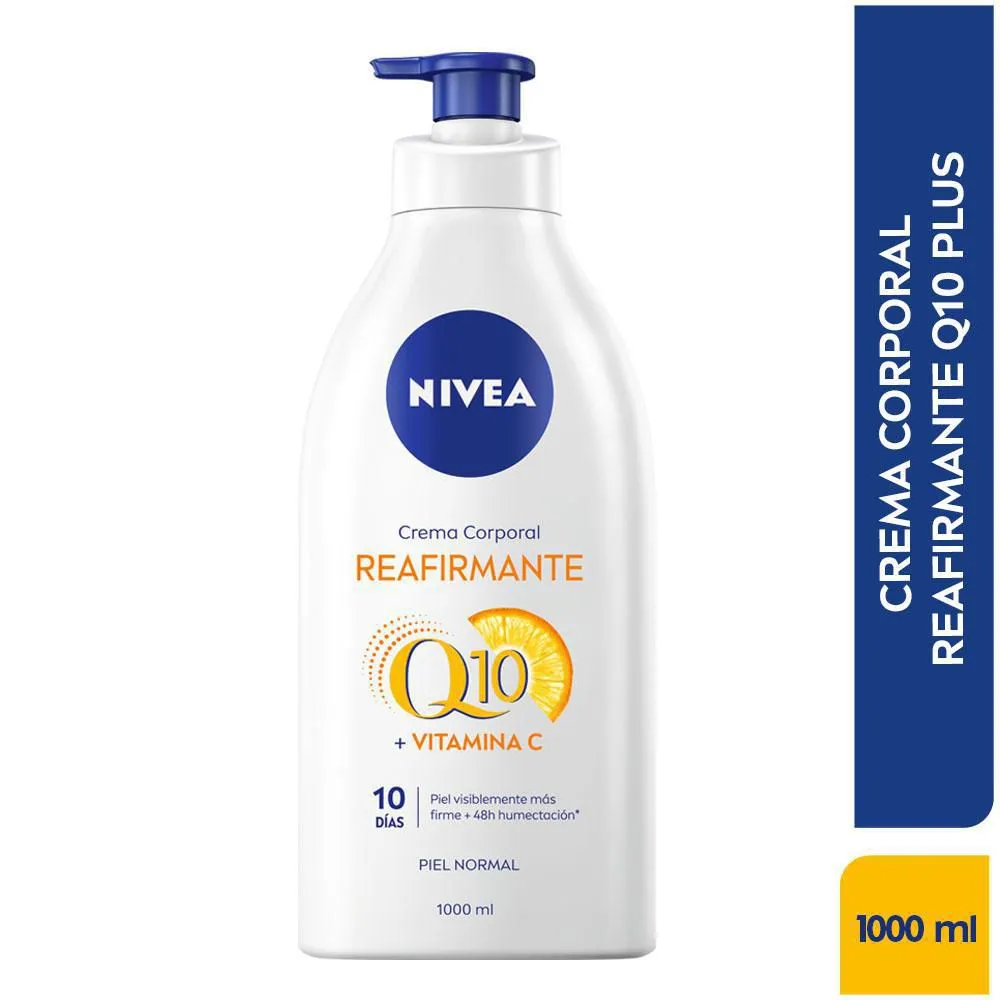 NIVEA
Crema Corporal
REAFIRMANTE
Q10
+ VITAMINA C
10
DÍAS
Piel visiblemente más
firme + 48h humectación*
PIEL NORMAL
1000 ml
CREMA CORPORAL
REAFIRMANTE Q10 PLUS
1000 ml